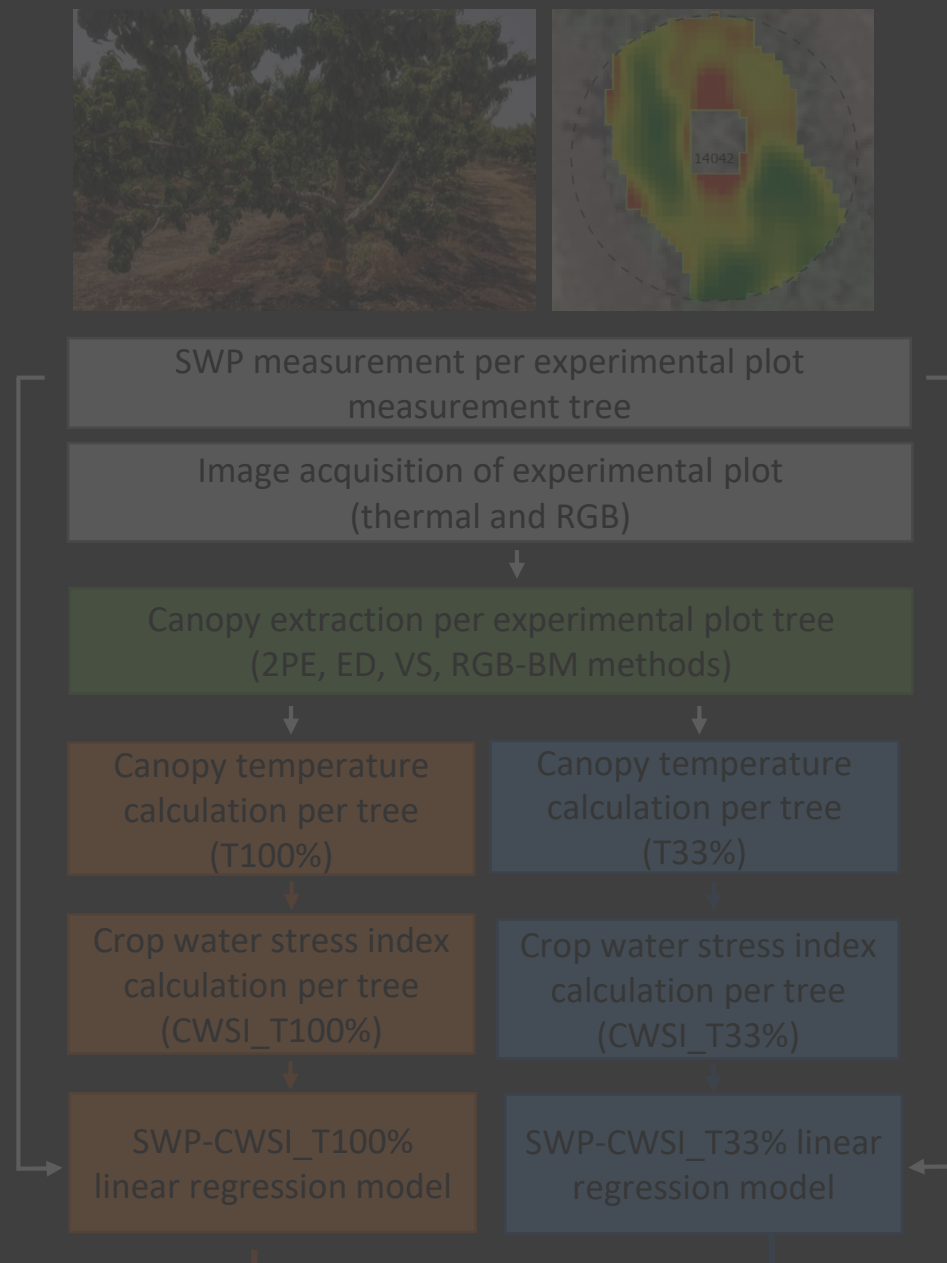 14042
SWP measurement per experimental plot
measurement tree
Image acquisition of experimental plot
(thermal and RGB)
Canopy extraction per experimental plot tree
(2PE, ED, VS, RGB-BM methods)
Canopy temperature
calculation per tree
(T100%)
Canopy temperature
calculation per tree
(T33%)
Crop water stress index
calculation per tree
(CWSI_T100%)
Crop water stress index
calculation per tree
(CWSI_T33%)
SWP-CWSI_T100%
linear regression model
SWP-CWSI_T33% linear
regression model